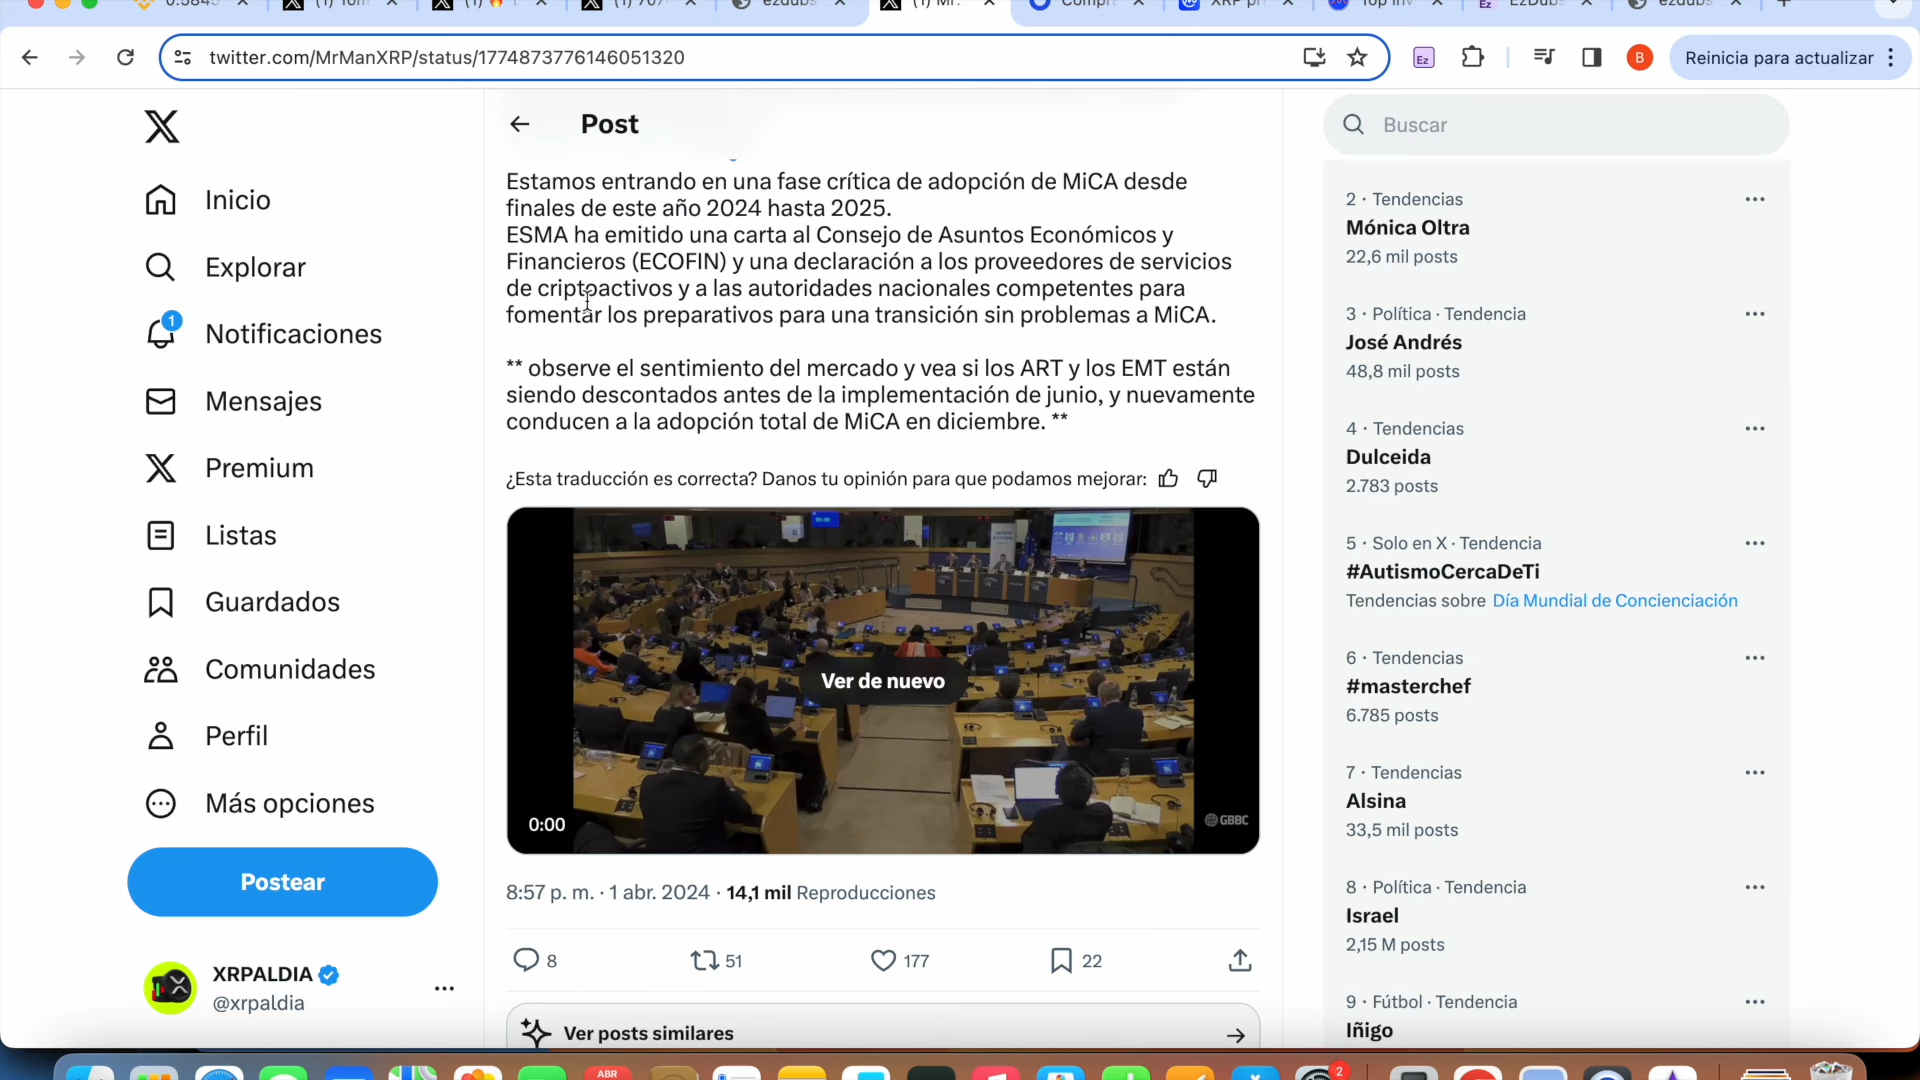 twitter.com/MrManXRP/status/1774873776146051320
Ez
B
Reinicia para actualizar
Inicio
Explorar
1
Notificaciones
Mensajes
Premium
Listas
Guardados
Comunidades
Perfil
Más opciones
Postear
XRPALDIA
@xrpaldia
Post
Estamos entrando en una fase crítica de adopción de MiCA desde
finales de este año 2024 hasta 2025.
ESMA ha emitido una carta al Consejo de Asuntos Económicos y
Financieros (ECOFIN) y una declaración a los proveedores de servicios
de criptoactivos y a las autoridades nacionales competentes para
fomentar los preparativos para una transición sin problemas a MiCA.
** observe el sentimiento del mercado y vea si los ART y los EMT están
siendo descontados antes de la implementación de junio, y nuevamente
conducen a la adopción total de MiCA en diciembre. **
¿Esta traducción es correcta? Danos tu opinión para que podamos mejorar:
Ver de nuevo
0:00
GBBC
8:57 p. m. · 1 abr. 2024 · 14,1 mil Reproducciones
8
51
177
22
Ver posts similares
Buscar
2 · Tendencias
Mónica Oltra
22,6 mil posts
3 · Política · Tendencia
José Andrés
48,8 mil posts
4 · Tendencias
Dulceida
2.783 posts
5 · Solo en X · Tendencia
#AutismoCercaDeTi
Tendencias sobre Día Mundial de Concienciación
6 · Tendencias
#masterchef
6.785 posts
7 · Tendencias
Alsina
33,5 mil posts
8 · Política · Tendencia
Israel
2,15 M posts
9 · Fútbol · Tendencia
Iñigo
ABR
2